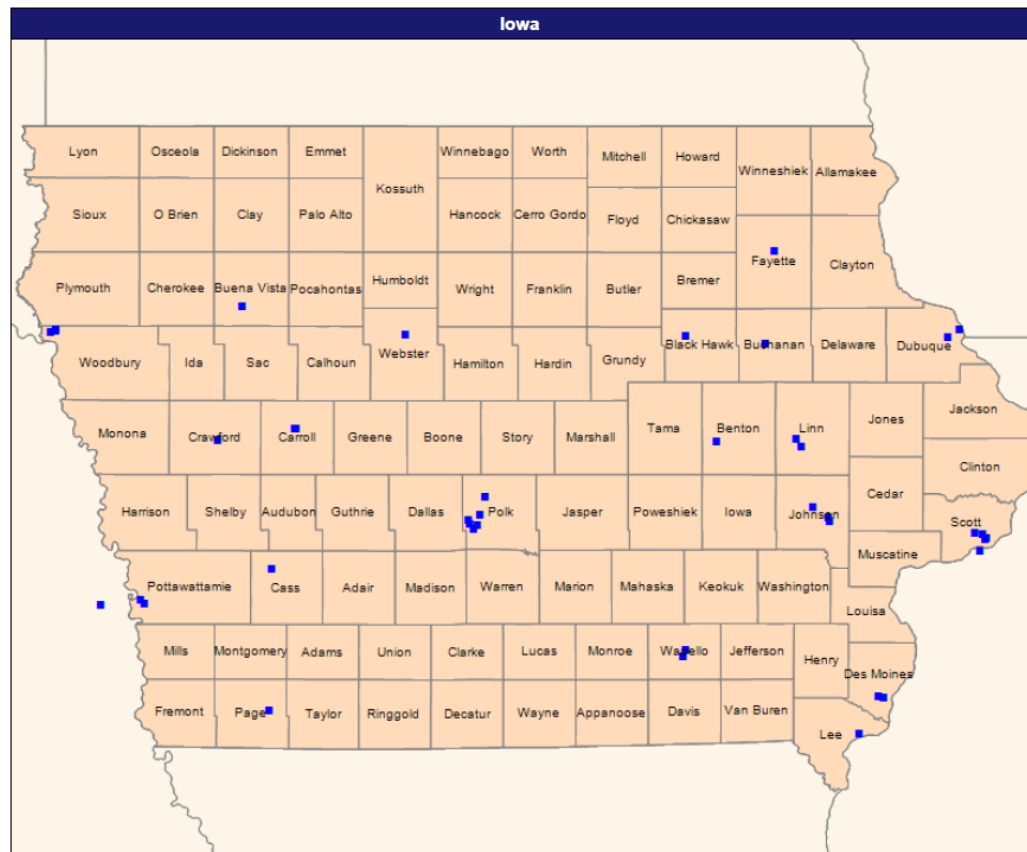 Iowa
Lyon Osceola Dickinson Emmet Winnebago Worth Mitchell Howard Winneshiek Allamakee
Kossuth
Sioux O Brien Clay Palo Alto Hancock Cerro Gordo Floyd Chickasaw
Plymouth Cherokee Buena Vista Pocahontas Humboldt Wright Franklin Butler Bremer Fayette Clayton
Woodbury Ida Sac Calhoun Webster Hamilton Hardin Grundy Black Hawk Buchanan Delaware Dubuque
Monona Crawford Carroll Greene Boone Story Marshall Tama Benton Linn Jones Jackson
Clinton
Harrison Shelby Audubon Guthrie Dallas Polk Jasper Poweshiek Iowa Johnson Cedar Scott
Muscatine
Pottawattamie Cass Adair Madison Warren Marion Mahaska Keokuk Washington Louisa
Mills Montgomery Adams Union Clarke Lucas Monroe Wapello Jefferson Henry Des Moines
Fremont Page Taylor Ringgold Decatur Wayne Appanoose Davis Van Buren Lee